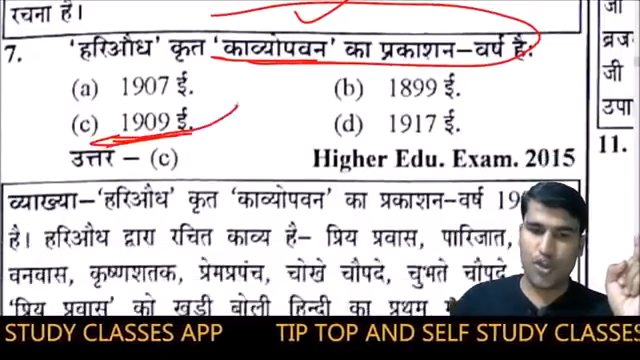 रचना है।
7. 'हरिऔध' कृत 'काव्योपवन' का प्रकाशन–वर्ष है:
(a) 1907 ई. (b) 1899 ई.
(c) 1909 ई. (d) 1917 ई.
उत्तर – (c) Higher Edu. Exam. 2015
व्याख्या–'हरिऔध' कृत 'काव्योपवन' का प्रकाशन–वर्ष
है। हरिऔध द्वारा रचित काव्य है– प्रिय प्रवास, पारिजात,
वनवास, कृष्णशतक, प्रेमप्रपंच, चोखे चौपदे, चुभते चौपदे,
'प्रिय प्रवास' को खड़ी बोली हिन्दी का प्रथम
ब्रज
जी
उपा
11.
STUDY CLASSES APP TIP TOP AND SELF STUDY CLASSES